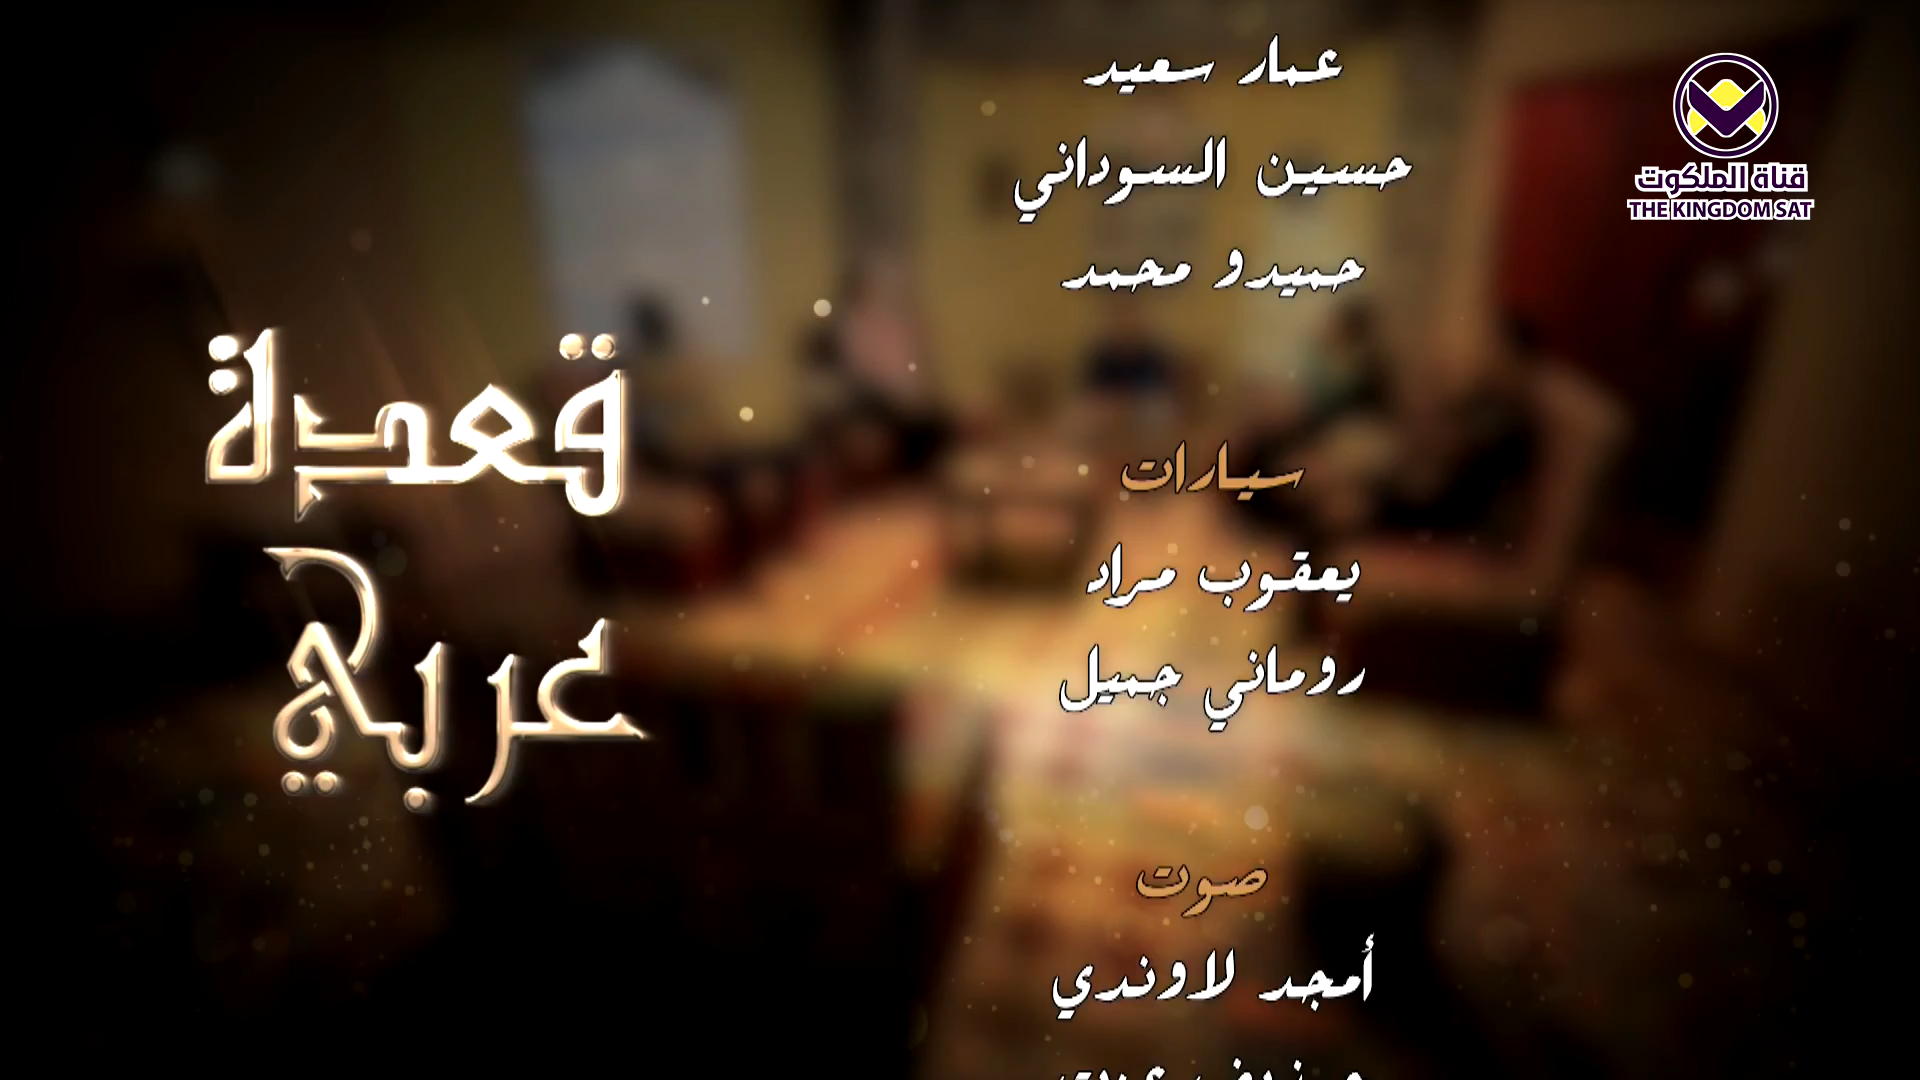 عمار سعيد
حسين السوداني
حميدو محمد
سيارات
يعقوب مراد
روماني جميل
صوت
أمجد لاوندي
قعدة
عربي
قناة الملكوت
THE KINGDOM SAT